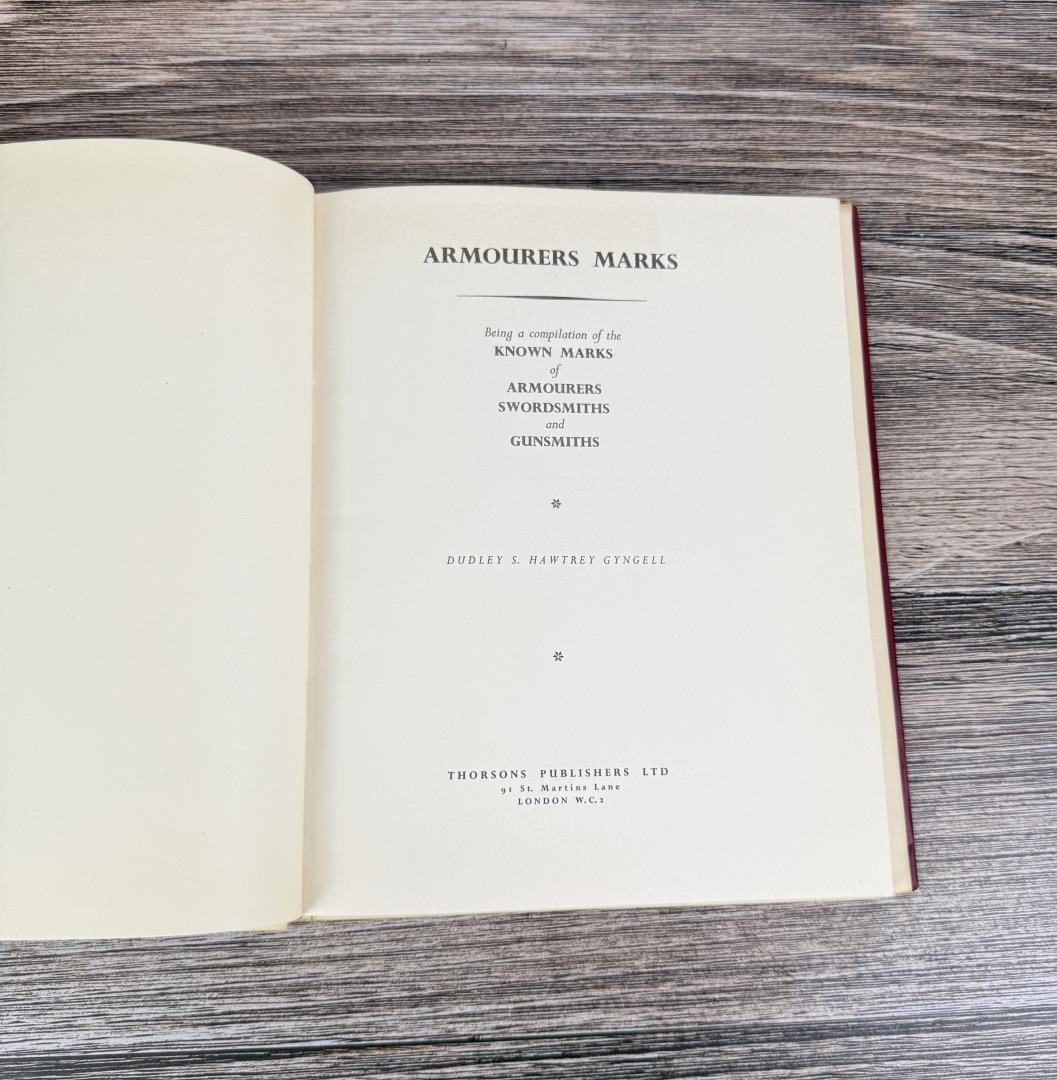 ARMOURERS MARKS
Being a compilation of the
KNOWN MARKS
of
ARMOURERS
SWORDSMITHS
and
GUNSMITHS
DUDLEY S. HAWTREY GYNGELL
THORSONS PUBLISHERS LTD
91 St. Martins Lane
LONDON W.C.2